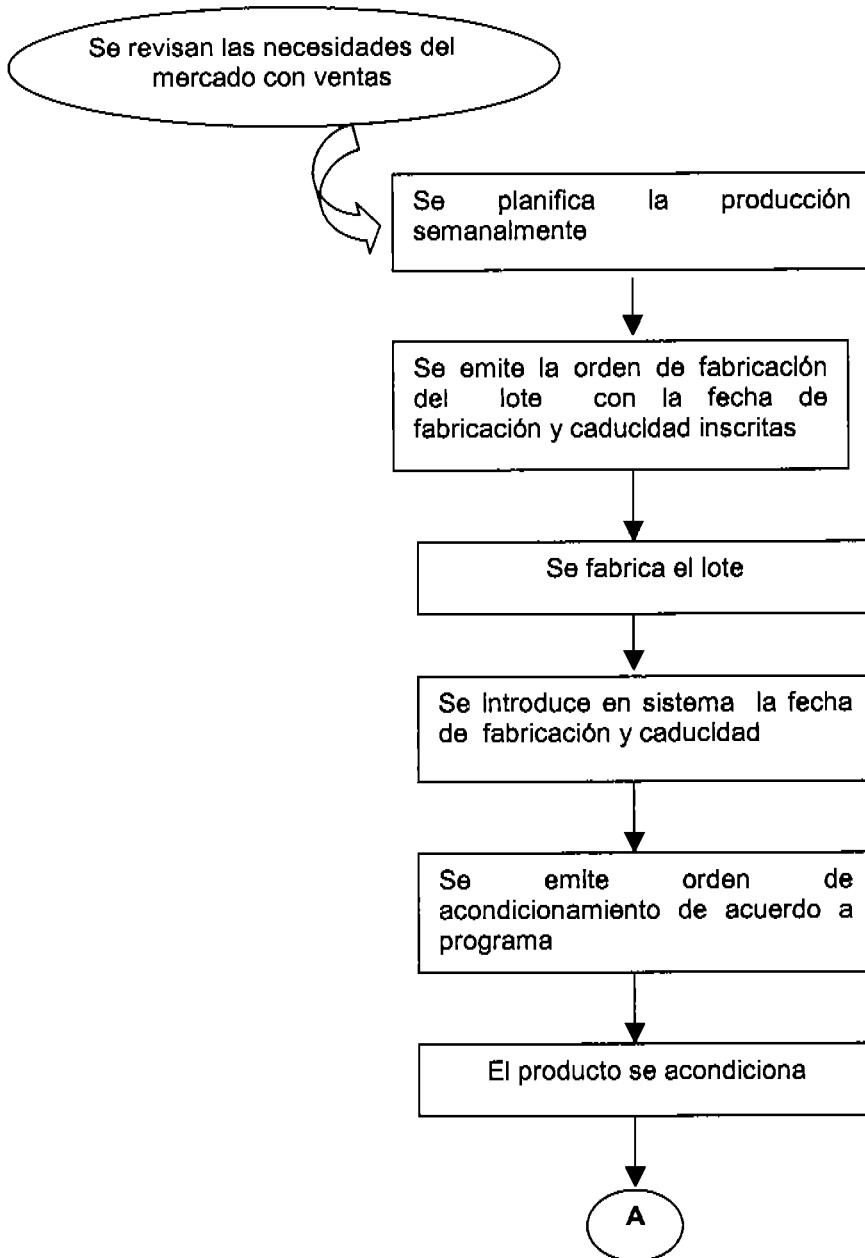 Se revisan las necesidades del
mercado con ventas
Se planifica la producción
semanalmente
Se emite la orden de fabricación
del lote con la fecha de
fabricación y caducidad inscritas
Se fabrica el lote
Se introduce en sistema la fecha
de fabricación y caducidad
Se emite orden de
acondicionamiento de acuerdo a
programa
El producto se acondiciona
A